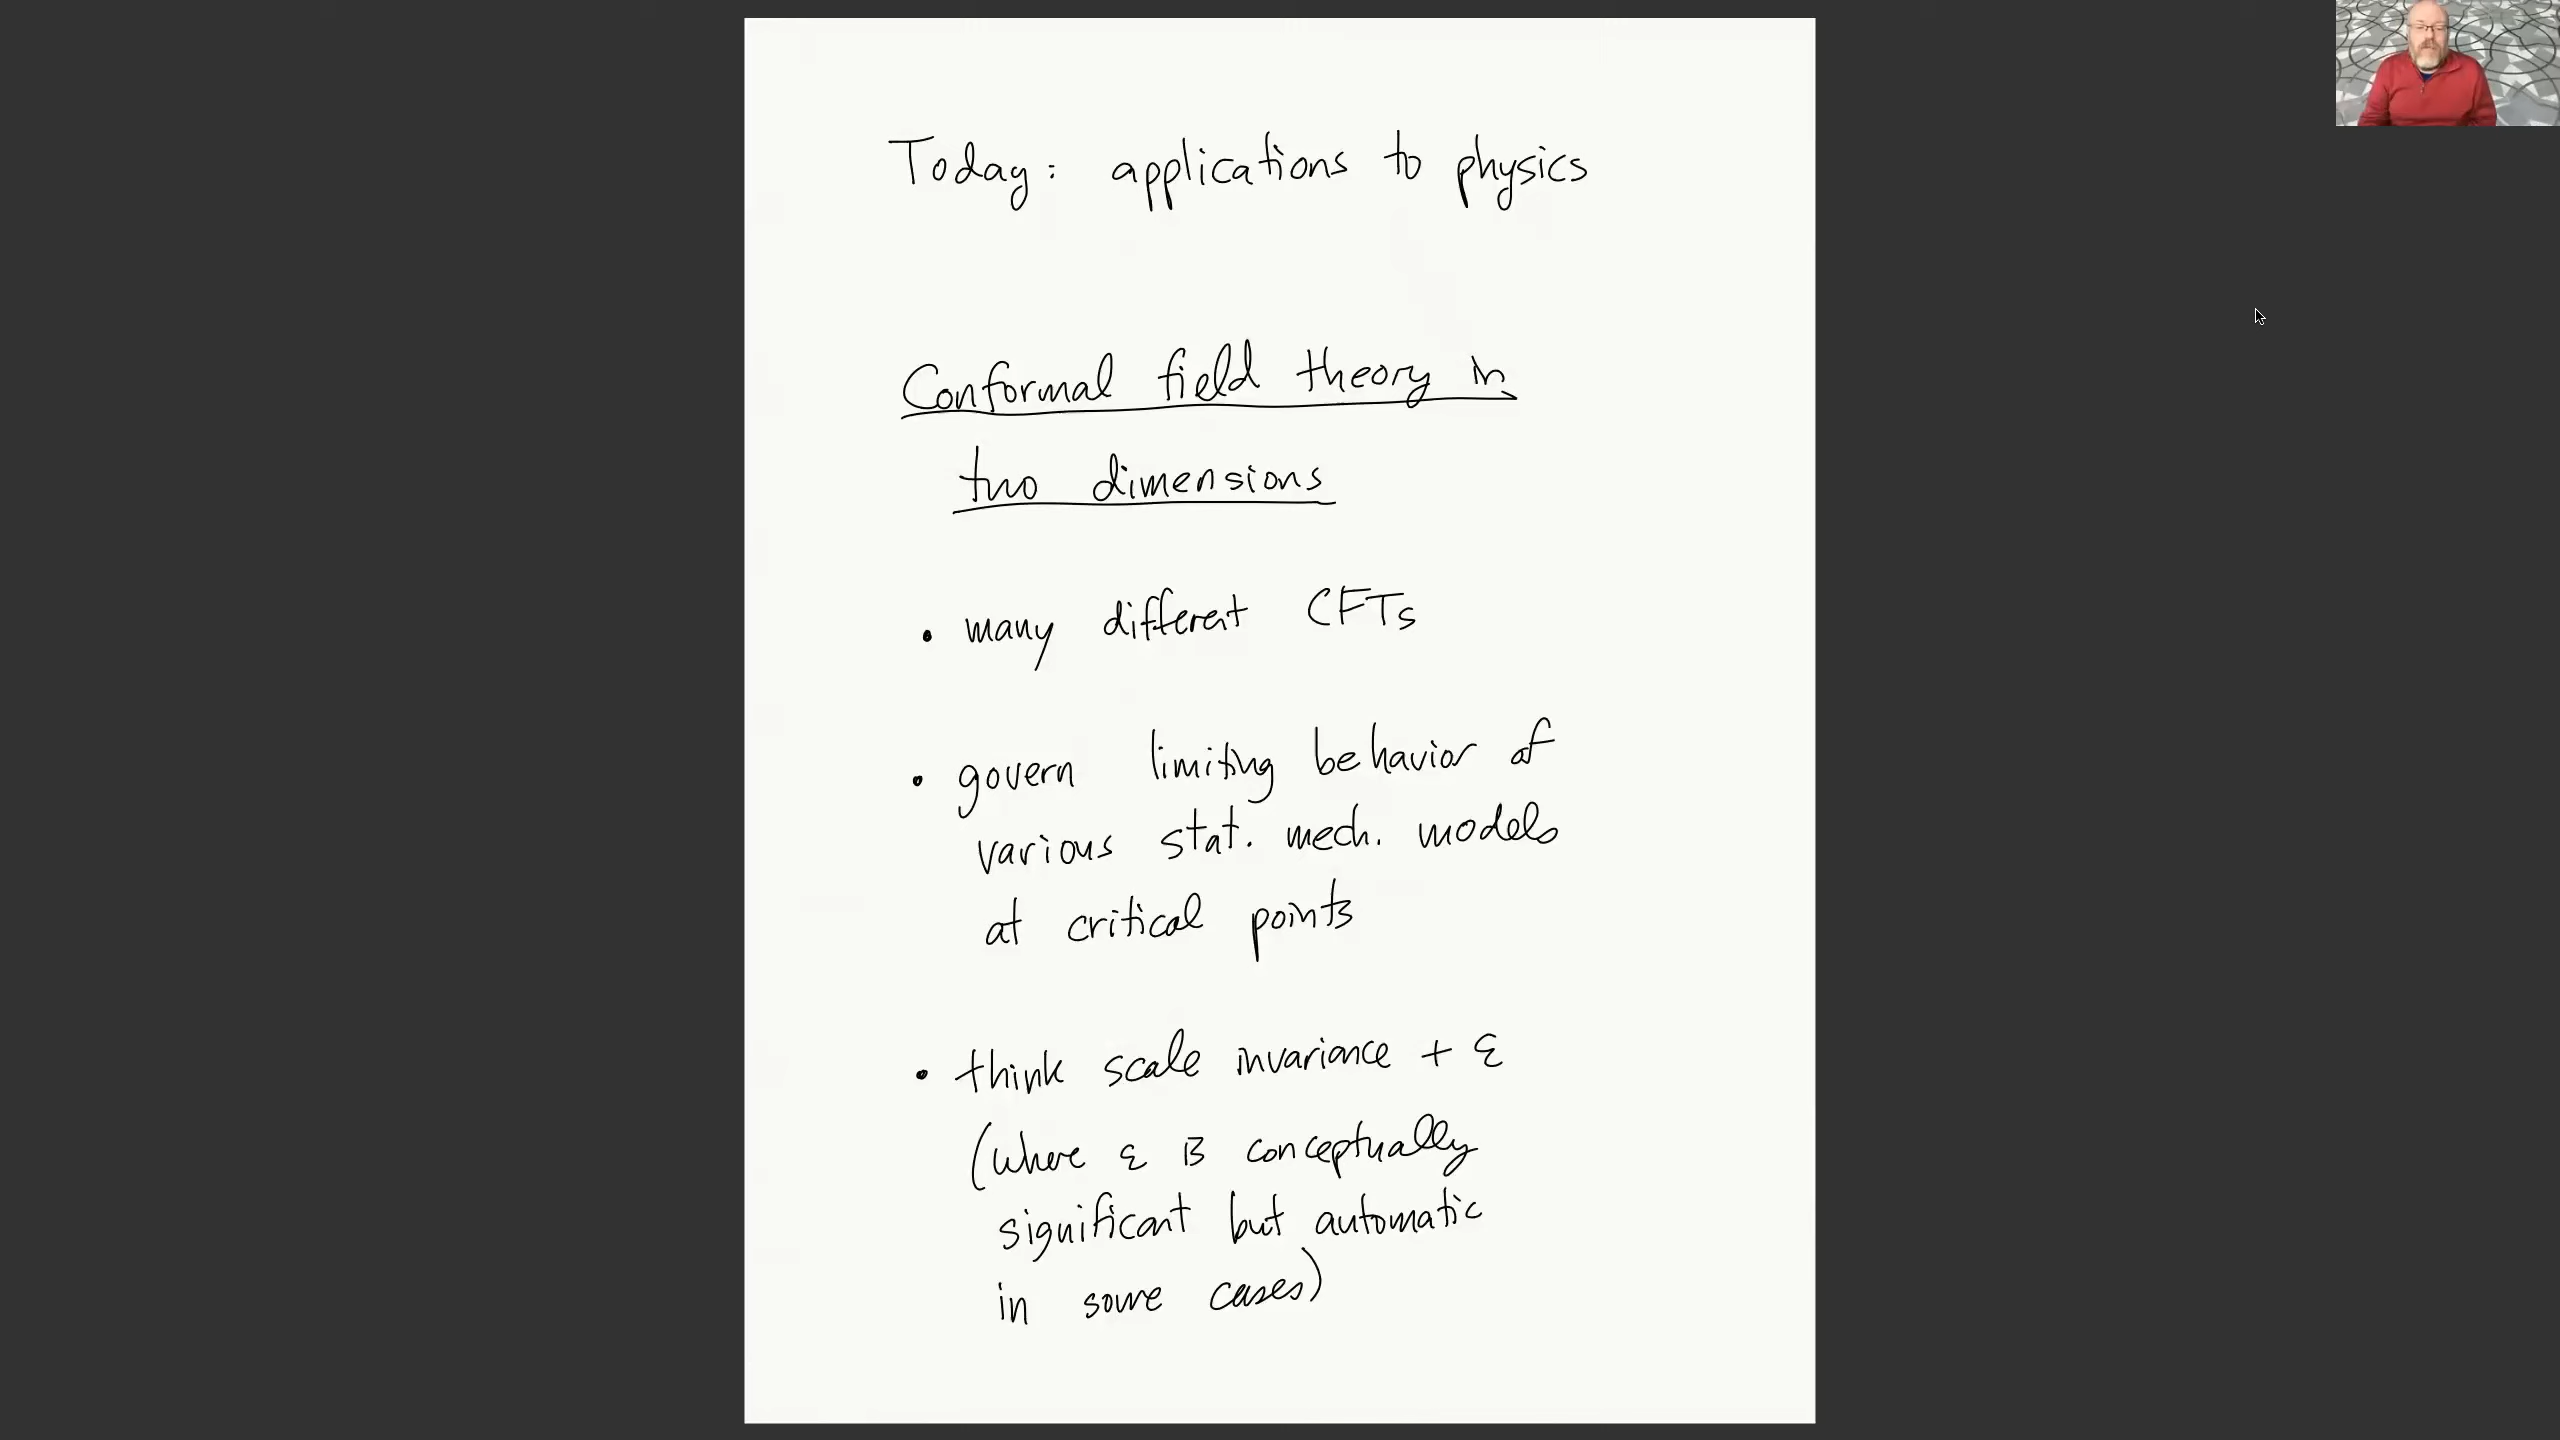 Today: applications to physics
Conformal field theory in
two dimensions
• many different CFTs
• govern limiting behavior of
various stat. mech. models
at critical points
• think scale invariance + ε
(where ε is conceptually
significant but automatic
in some cases)